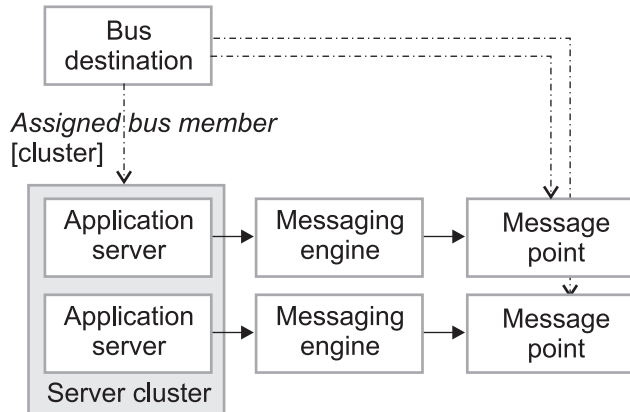 Bus
destination
Assigned bus member
[cluster]
Application
server
Messaging
engine
Message
point
Application
server
Messaging
engine
Message
point
Server cluster